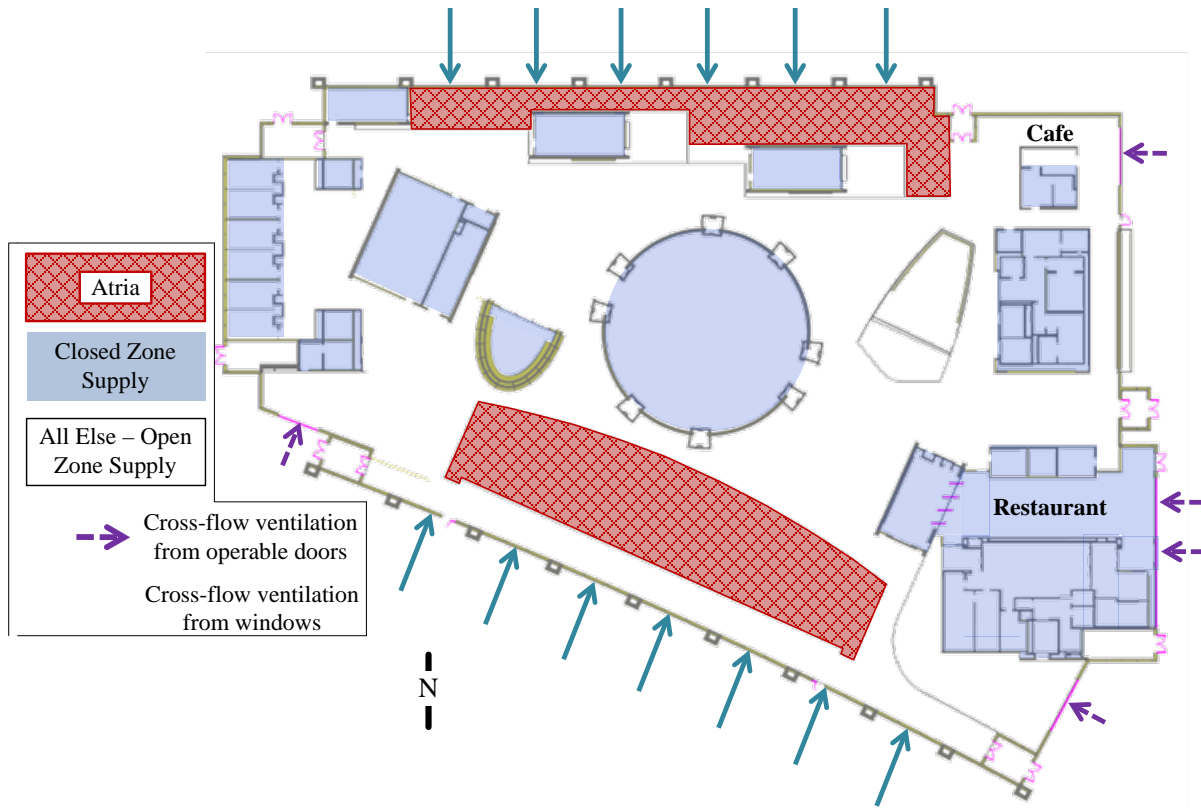 Cafe
Atria
Closed Zone
Supply
All Else – Open
Zone Supply
Restaurant
Cross-flow ventilation
from operable doors
Cross-flow ventilation
from windows
N